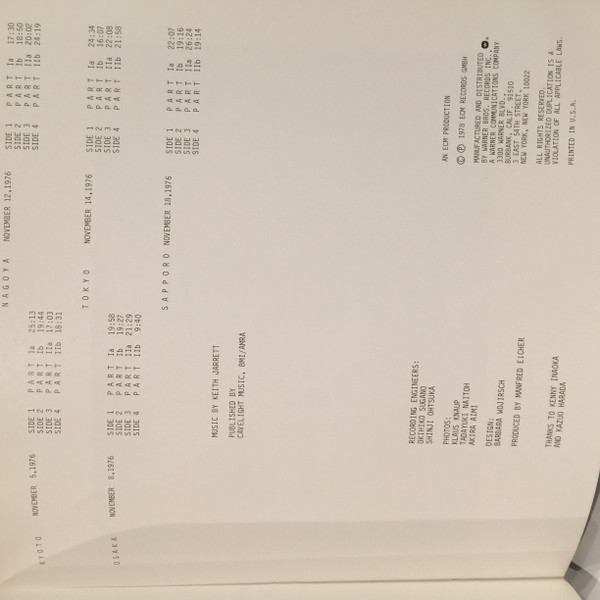 KYOTO NOVEMBER 5,1976
SIDE 1 PART Ia 25:13
SIDE 2 PART Ib 19:44
SIDE 3 PART IIa 17:03
SIDE 4 PART IIb 18:31
OSAKA NOVEMBER 8,1976
SIDE 1 PART Ia 19:58
SIDE 2 PART Ib 19:27
SIDE 3 PART IIa 21:29
SIDE 4 PART IIb 9:40
NAGOYA NOVEMBER 12,1976
SIDE 1 PART Ia 17:30
SIDE 2 PART Ib 18:50
SIDE 3 PART IIa 20:02
SIDE 4 PART IIb 24:19
TOKYO NOVEMBER 14,1976
SIDE 1 PART Ia 24:34
SIDE 2 PART Ib 16:07
SIDE 3 PART IIa 22:08
SIDE 4 PART IIb 21:58
SAPPORO NOVEMBER 18,1976
SIDE 1 PART Ia 22:07
SIDE 2 PART Ib 19:16
SIDE 3 PART IIa 26:24
SIDE 4 PART IIb 19:14
MUSIC BY KEITH JARRETT
PUBLISHED BY
CAVELIGHT MUSIC, BMI/AMRA
RECORDING ENGINEERS:
OKIHIKO SUGANO
SHINJI OHTSUKA
PHOTOS:
KLAUS KNAUP
TADAYUKI NAITOH
AKIRA AIMI
DESIGN:
BARBARA WOJIRSCH
PRODUCED BY MANFRED EICHER
THANKS TO KENNY INAOKA
AND KAZUO HARADA
AN ECM PRODUCTION
© ℗ 1978 ECM RECORDS GMBH
MANUFACTURED AND DISTRIBUTED
BY WARNER BROS. RECORDS INC.,
A WARNER COMMUNICATIONS COMPANY
3300 WARNER BLVD.,
BURBANK, CALIF. 91510
3 EAST 54TH STREET,
NEW YORK, NEW YORK 10022
ALL RIGHTS RESERVED.
UNAUTHORIZED DUPLICATION IS A
VIOLATION OF ALL APPLICABLE LAWS.
PRINTED IN U.S.A.